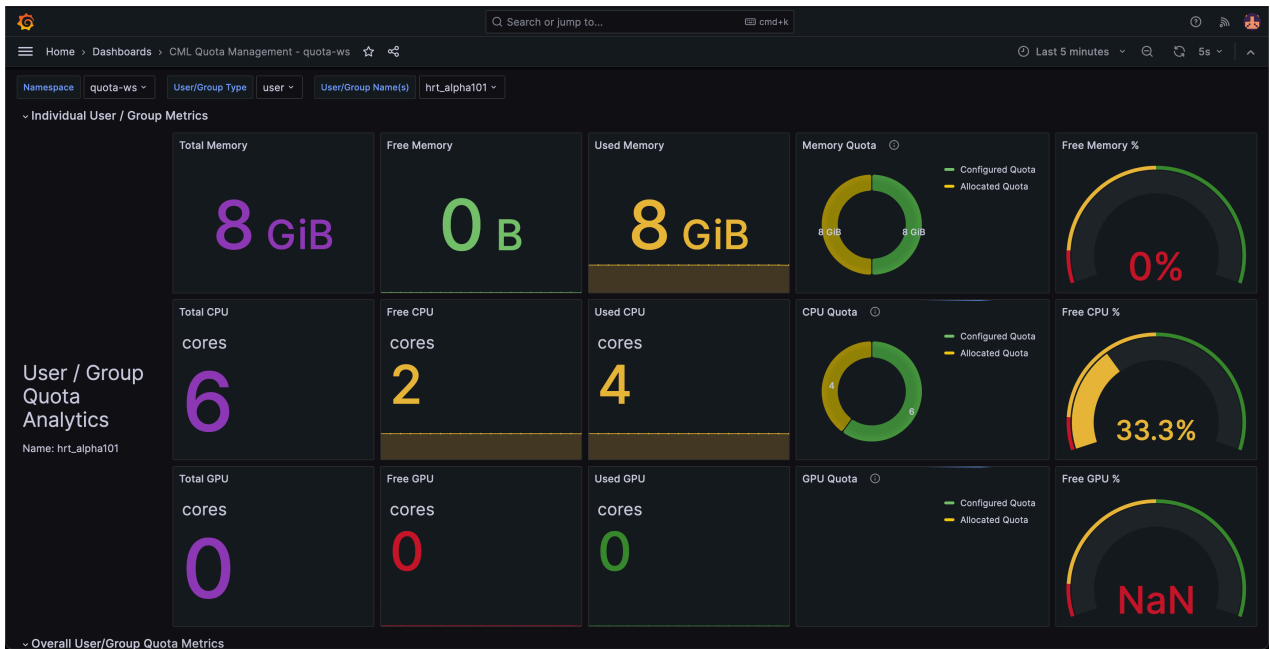 Search or jump to...
cmd+k
Home › Dashboards › CML Quota Management - quota-ws
Last 5 minutes
5s
Namespace
quota-ws
User/Group Type
user
User/Group Name(s)
hrt_alpha101
Individual User / Group Metrics
User / Group
Quota
Analytics
Name: hrt_alpha101
Total Memory
8 GiB
Free Memory
0 B
Used Memory
8 GiB
Memory Quota
8 GiB
8 GiB
Configured Quota
Allocated Quota
Free Memory %
0%
Total CPU
cores
6
Free CPU
cores
2
Used CPU
cores
4
CPU Quota
4
6
Configured Quota
Allocated Quota
Free CPU %
33.3%
Total GPU
cores
0
Free GPU
cores
0
Used GPU
cores
0
GPU Quota
Configured Quota
Allocated Quota
Free GPU %
NaN
Overall User/Group Quota Metrics